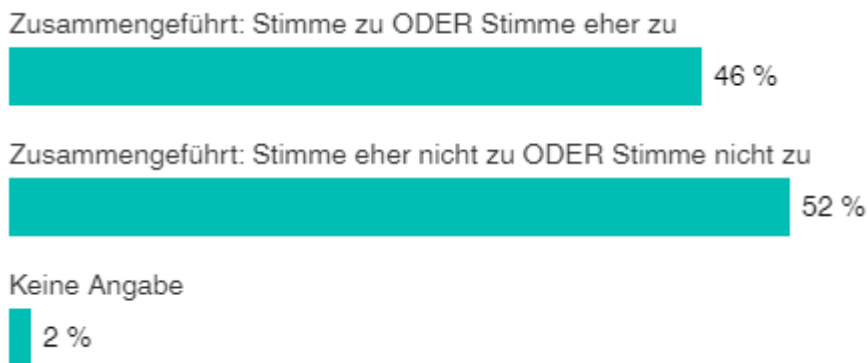 Zusammengeführt: Stimme zu ODER Stimme eher zu
46 %
Zusammengeführt: Stimme eher nicht zu ODER Stimme nicht zu
52 %
Keine Angabe
2 %